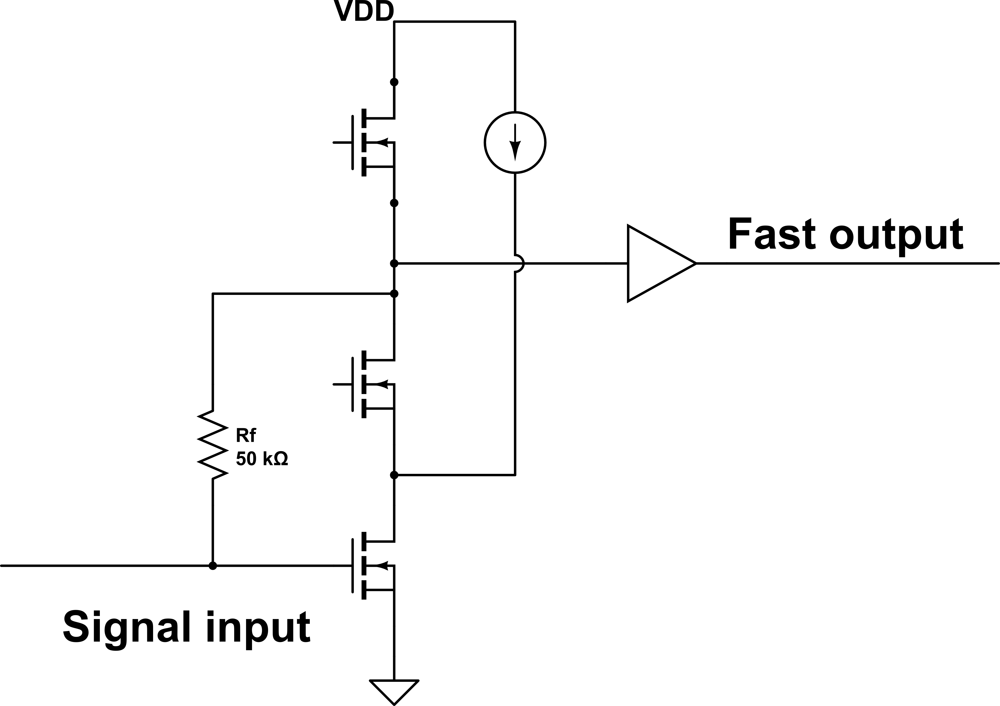 VDD
Fast output
Rf
50 kΩ
Signal input